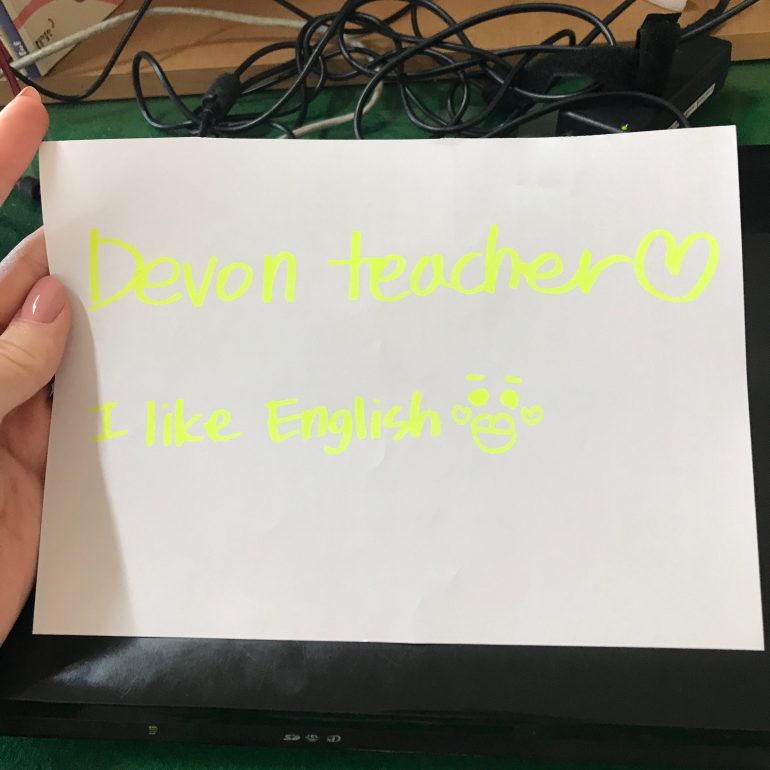 Devon teacher♡
I like English